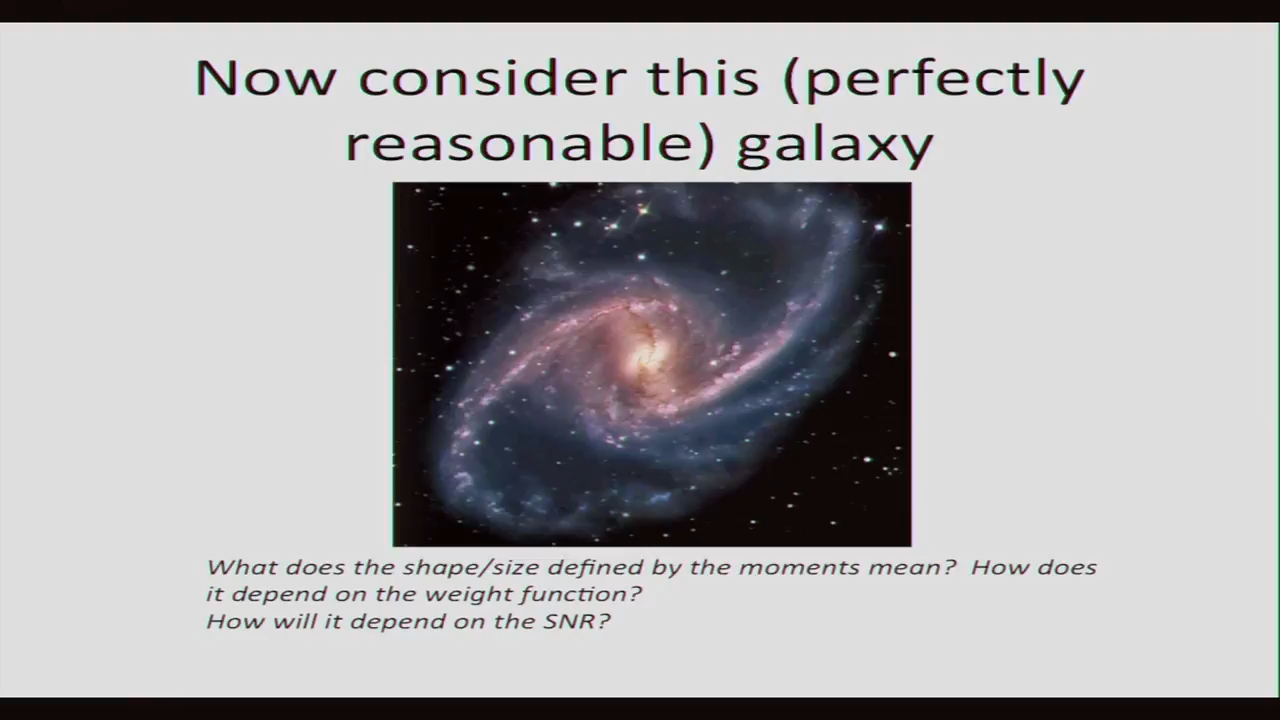 Now consider this (perfectly
reasonable) galaxy
What does the shape/size defined by the moments mean?  How does
it depend on the weight function?
How will it depend on the SNR?